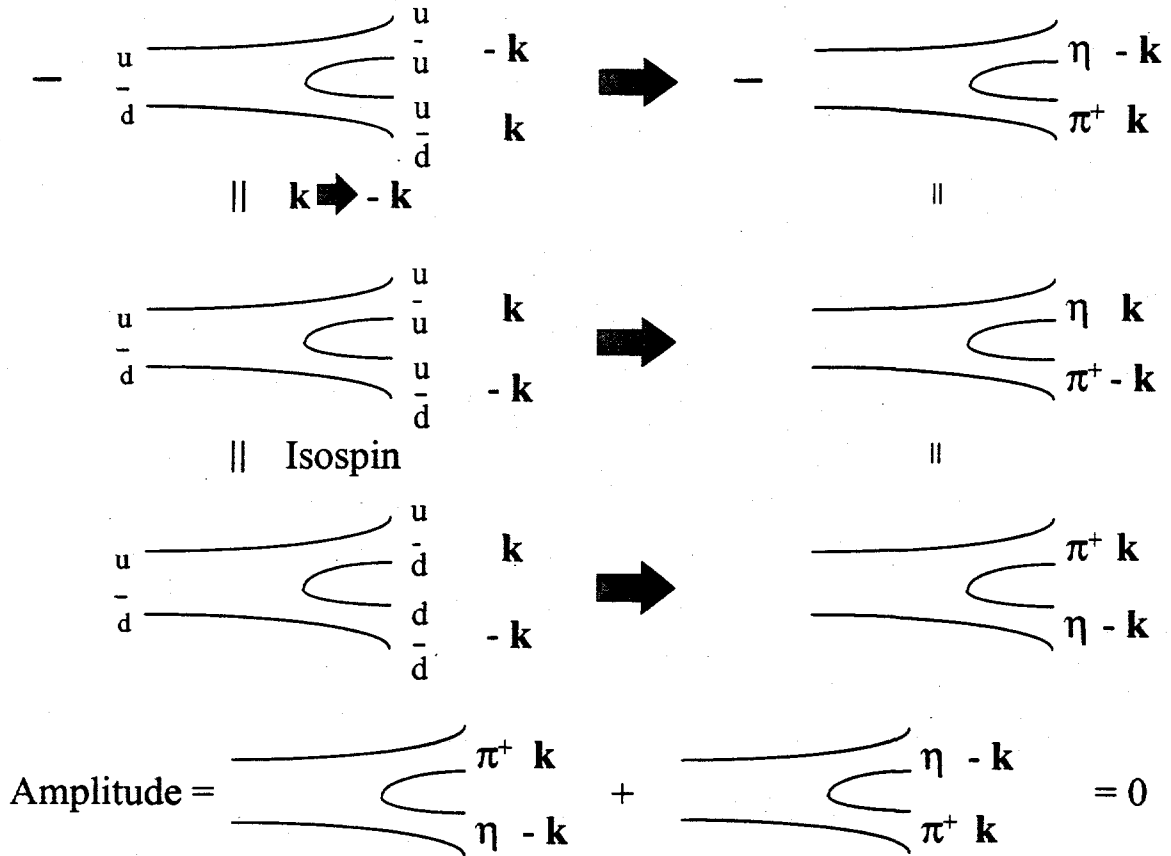 u
u
ū
- k
η - k
−
−
d̄
u
k
π⁺ k
d̄
|| k ➡ - k
||
u
u
ū
k
η k
d̄
u
- k
π⁺ - k
d̄
|| Isospin
||
u
u
d̄
k
π⁺ k
d̄
d
- k
η - k
d̄
π⁺ k
η - k
Amplitude =
+
= 0
η - k
π⁺ k